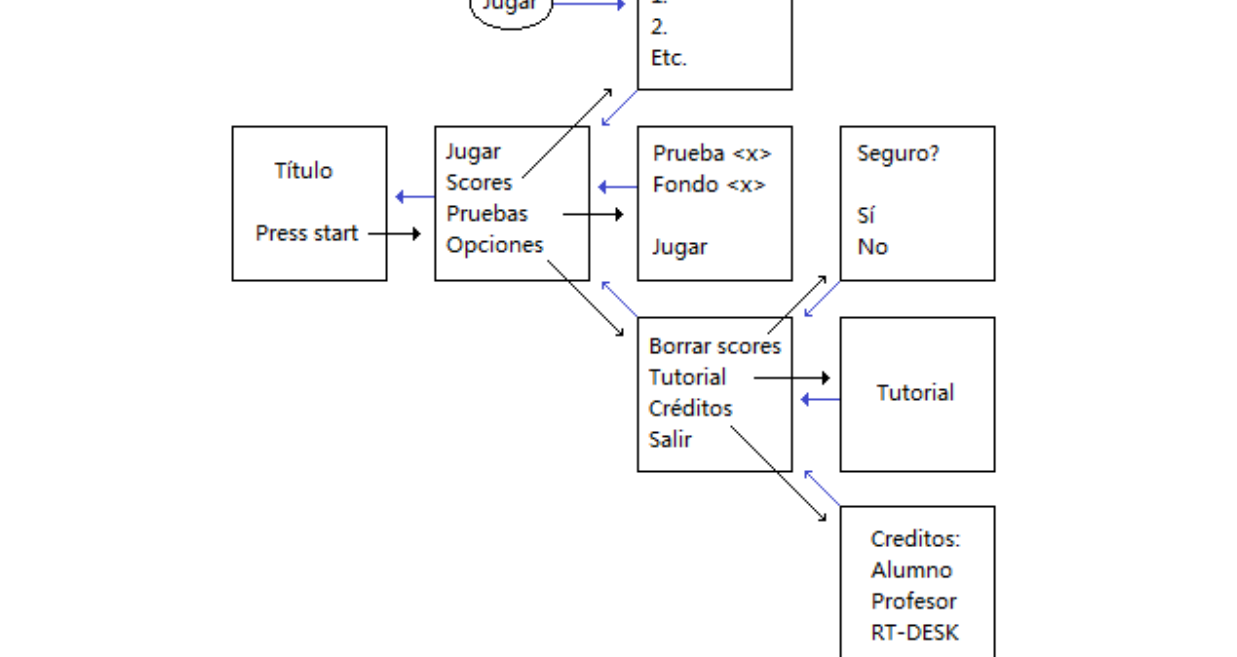 Jugar
1.
2.
Etc.
Título
Press start
Jugar
Scores
Pruebas
Opciones
Prueba <x>
Fondo <x>
Jugar
Seguro?
Sí
No
Borrar scores
Tutorial
Créditos
Salir
Tutorial
Creditos:
Alumno
Profesor
RT-DESK